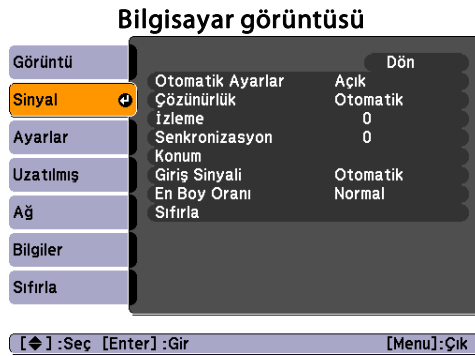 Bilgisayar görüntüsü
Görüntü
Sinyal
Ayarlar
Uzatılmış
Ağ
Bilgiler
Sıfırla
Dön
Otomatik Ayarlar Açık
Çözünürlük Otomatik
İzleme 0
Senkronizasyon 0
Konum
Giriş Sinyali Otomatik
En Boy Oranı Normal
Sıfırla
[◆] :Seç [Enter] :Gir [Menu]:Çık